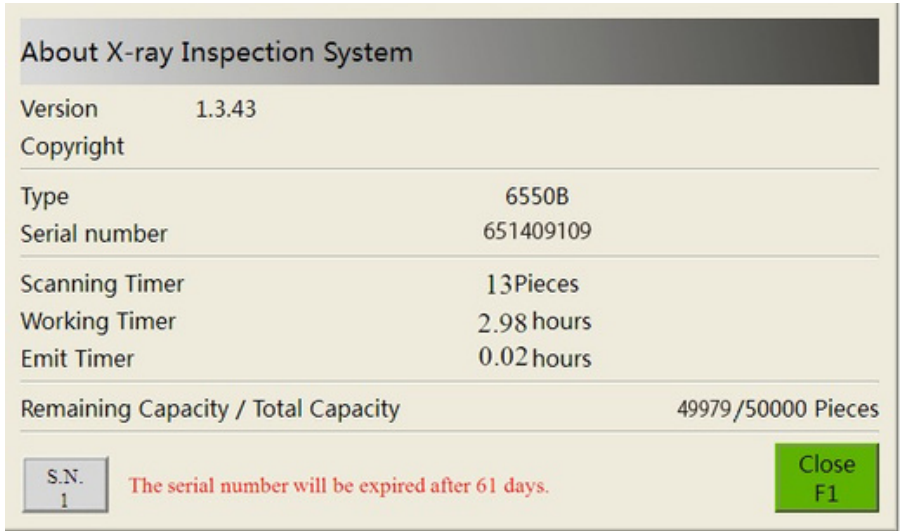 About X-ray Inspection System
Version 1.3.43
Copyright
Type 6550B
Serial number 651409109
Scanning Timer 13Pieces
Working Timer 2.98 hours
Emit Timer 0.02 hours
Remaining Capacity / Total Capacity 49979/50000 Pieces
S.N.
1
The serial number will be expired after 61 days.
Close
F1